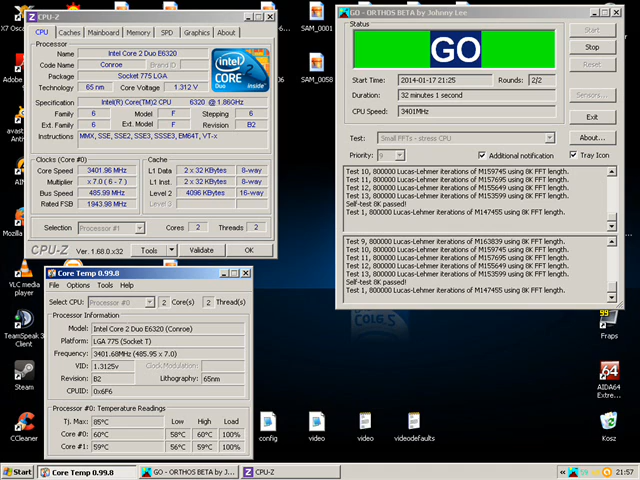 X7 Oscar
Adob
avast
Anti
Mozilla
VLC media
player
TeamSpeak 3
Client
Steam
CCleaner
SAM_0001
SAM_0058
CPU-Z
CPU Caches Mainboard Memory SPD Graphics About
Processor
Name Intel Core 2 Duo E6320
Code Name Conroe Brand ID
Package Socket 775 LGA
Technology 65 nm Core Voltage 1.312 V
intel
CORE 2
Duo inside
Specification Intel(R) Core(TM)2 CPU 6320 @ 1.86GHz
Family 6 Model F Stepping 6
Ext. Family 6 Ext. Model F Revision B2
Instructions MMX, SSE, SSE2, SSE3, SSSE3, EM64T, VT-x
Clocks (Core #0)
Core Speed 3401.96 MHz
Multiplier x 7.0 ( 6 - 7 )
Bus Speed 485.99 MHz
Rated FSB 1943.98 MHz
Cache
L1 Data 2 x 32 KBytes 8-way
L1 Inst. 2 x 32 KBytes 8-way
Level 2 4096 KBytes 16-way
Level 3
Selection Processor #1 Cores 2 Threads 2
CPU-Z Ver. 1.68.0.x32 Tools Validate OK
GO - ORTHOS BETA by Johnny Lee
Status
GO
Start Time: 2014-01-17 21:25 Rounds: 2/2
Duration: 32 minutes 1 second
CPU Speed: 3401MHz
Start
Stop
Reset
Sensors...
Exit
About...
Test: Small FFTs - stress CPU
Priority: 9 Additional notification Tray Icon
Test 10, 800000 Lucas-Lehmer iterations of M159745 using 8K FFT length.
Test 11, 800000 Lucas-Lehmer iterations of M157695 using 8K FFT length.
Test 12, 800000 Lucas-Lehmer iterations of M155649 using 8K FFT length.
Test 13, 800000 Lucas-Lehmer iterations of M153599 using 8K FFT length.
Self-test 8K passed!
Test 1, 800000 Lucas-Lehmer iterations of M147455 using 8K FFT length.
Test 9, 800000 Lucas-Lehmer iterations of M163839 using 8K FFT length.
Test 10, 800000 Lucas-Lehmer iterations of M159745 using 8K FFT length.
Test 11, 800000 Lucas-Lehmer iterations of M157695 using 8K FFT length.
Test 12, 800000 Lucas-Lehmer iterations of M155649 using 8K FFT length.
Test 13, 800000 Lucas-Lehmer iterations of M153599 using 8K FFT length.
Self-test 8K passed!
Test 1, 800000 Lucas-Lehmer iterations of M147455 using 8K FFT length.
Core Temp 0.99.8
File Options Tools Help
Select CPU: Processor #0 2 Core(s) 2 Thread(s)
Processor Information
Model: Intel Core 2 Duo E6320 (Conroe)
Platform: LGA 775 (Socket T)
Frequency: 3401.68MHz (485.95 x 7.0)
VID: 1.3125v Clock Modulation:
Revision: B2 Lithography: 65nm
CPUID: 0x6F6
Processor #0: Temperature Readings
Tj. Max: 85°C Low High Load
Core #0: 60°C 58°C 60°C 100%
Core #1: 59°C 56°C 59°C 100%
config
video
video
videodefaults
99
Fraps
64
AIDA64
Extre...
Kosz
Start Core Temp 0.99.8 GO - ORTHOS BETA by J... CPU-Z 21:57